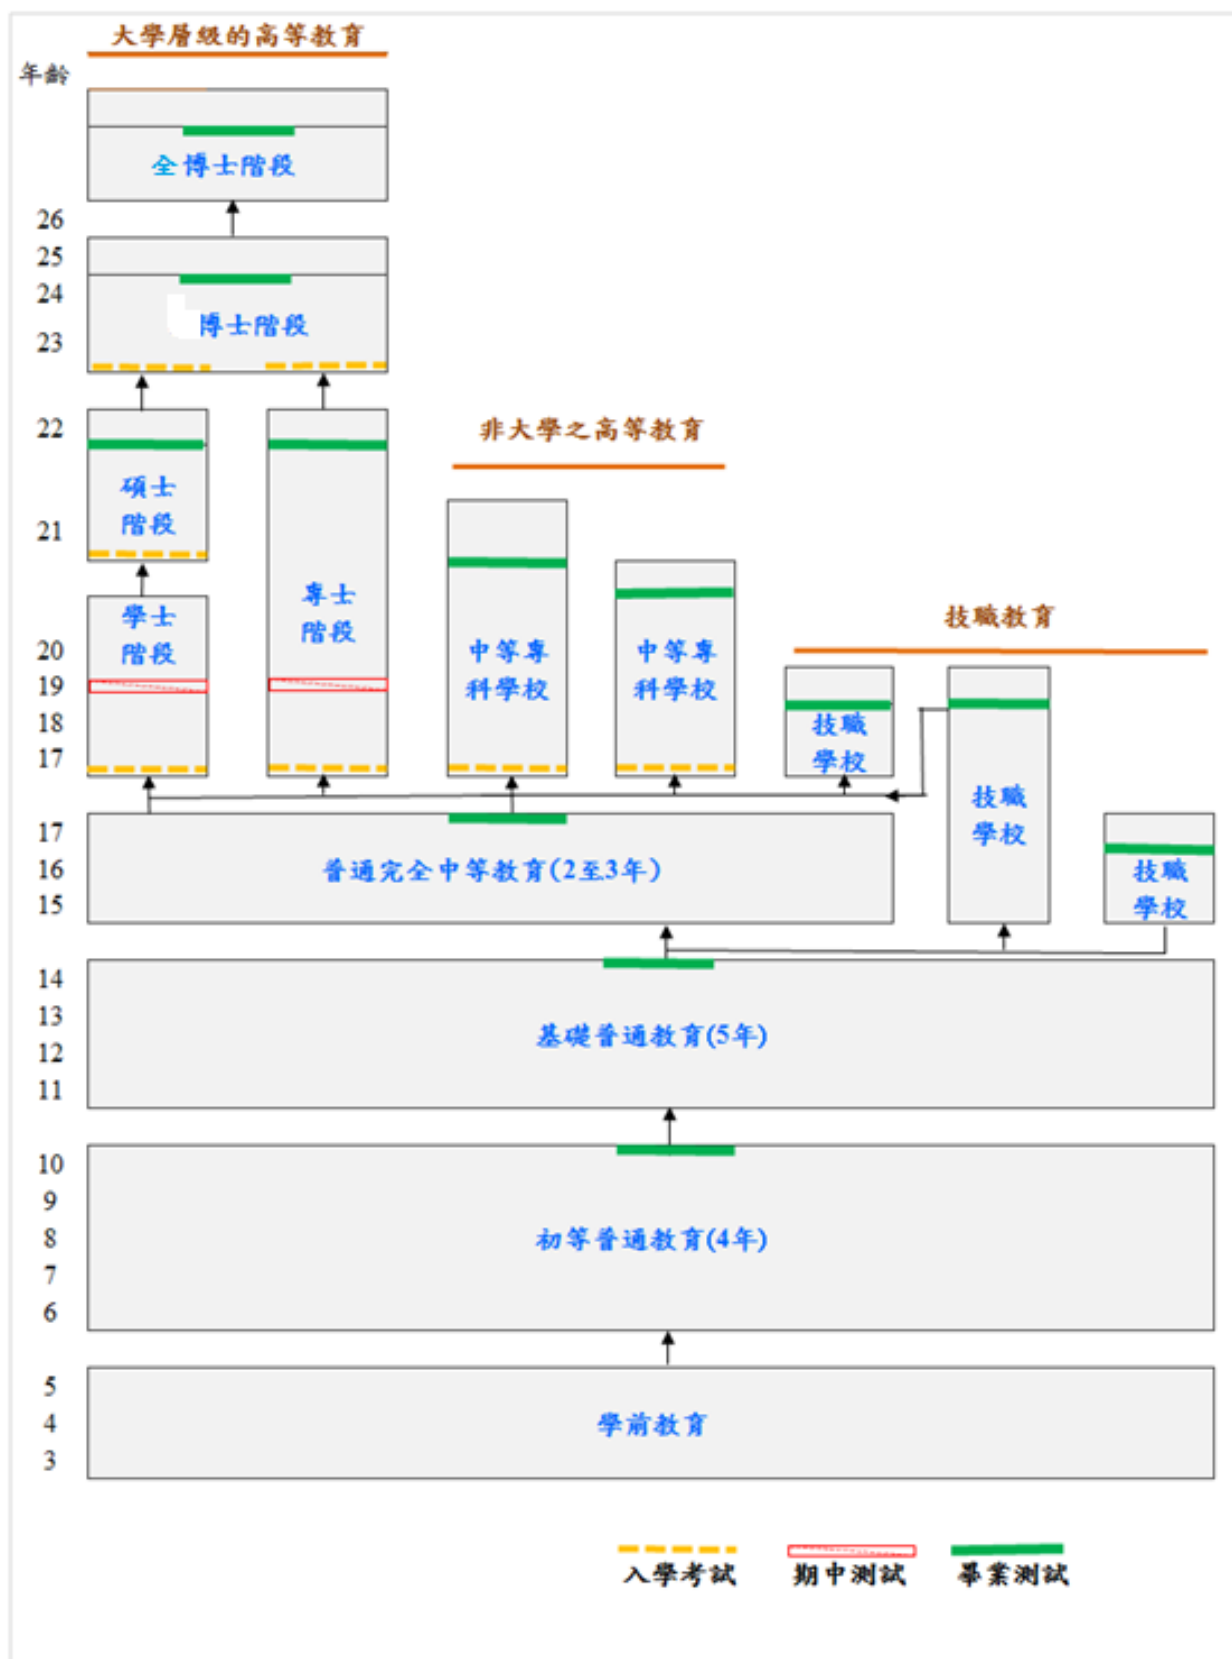 大學層級的高等教育
年齡
全博士階段
26
25
24
博士階段
23
22
非大學之高等教育
碩士
階段
21
專士
階段
學士
階段
技職教育
20
19
18
17
中等專
科學校
中等專
科學校
技職
學校
技職
學校
17
16
15
普通完全中等教育(2至3年)
技職
學校
14
13
12
11
基礎普通教育(5年)
10
9
8
7
6
初等普通教育(4年)
5
4
3
學前教育
入學考試
期中測試
畢業測試